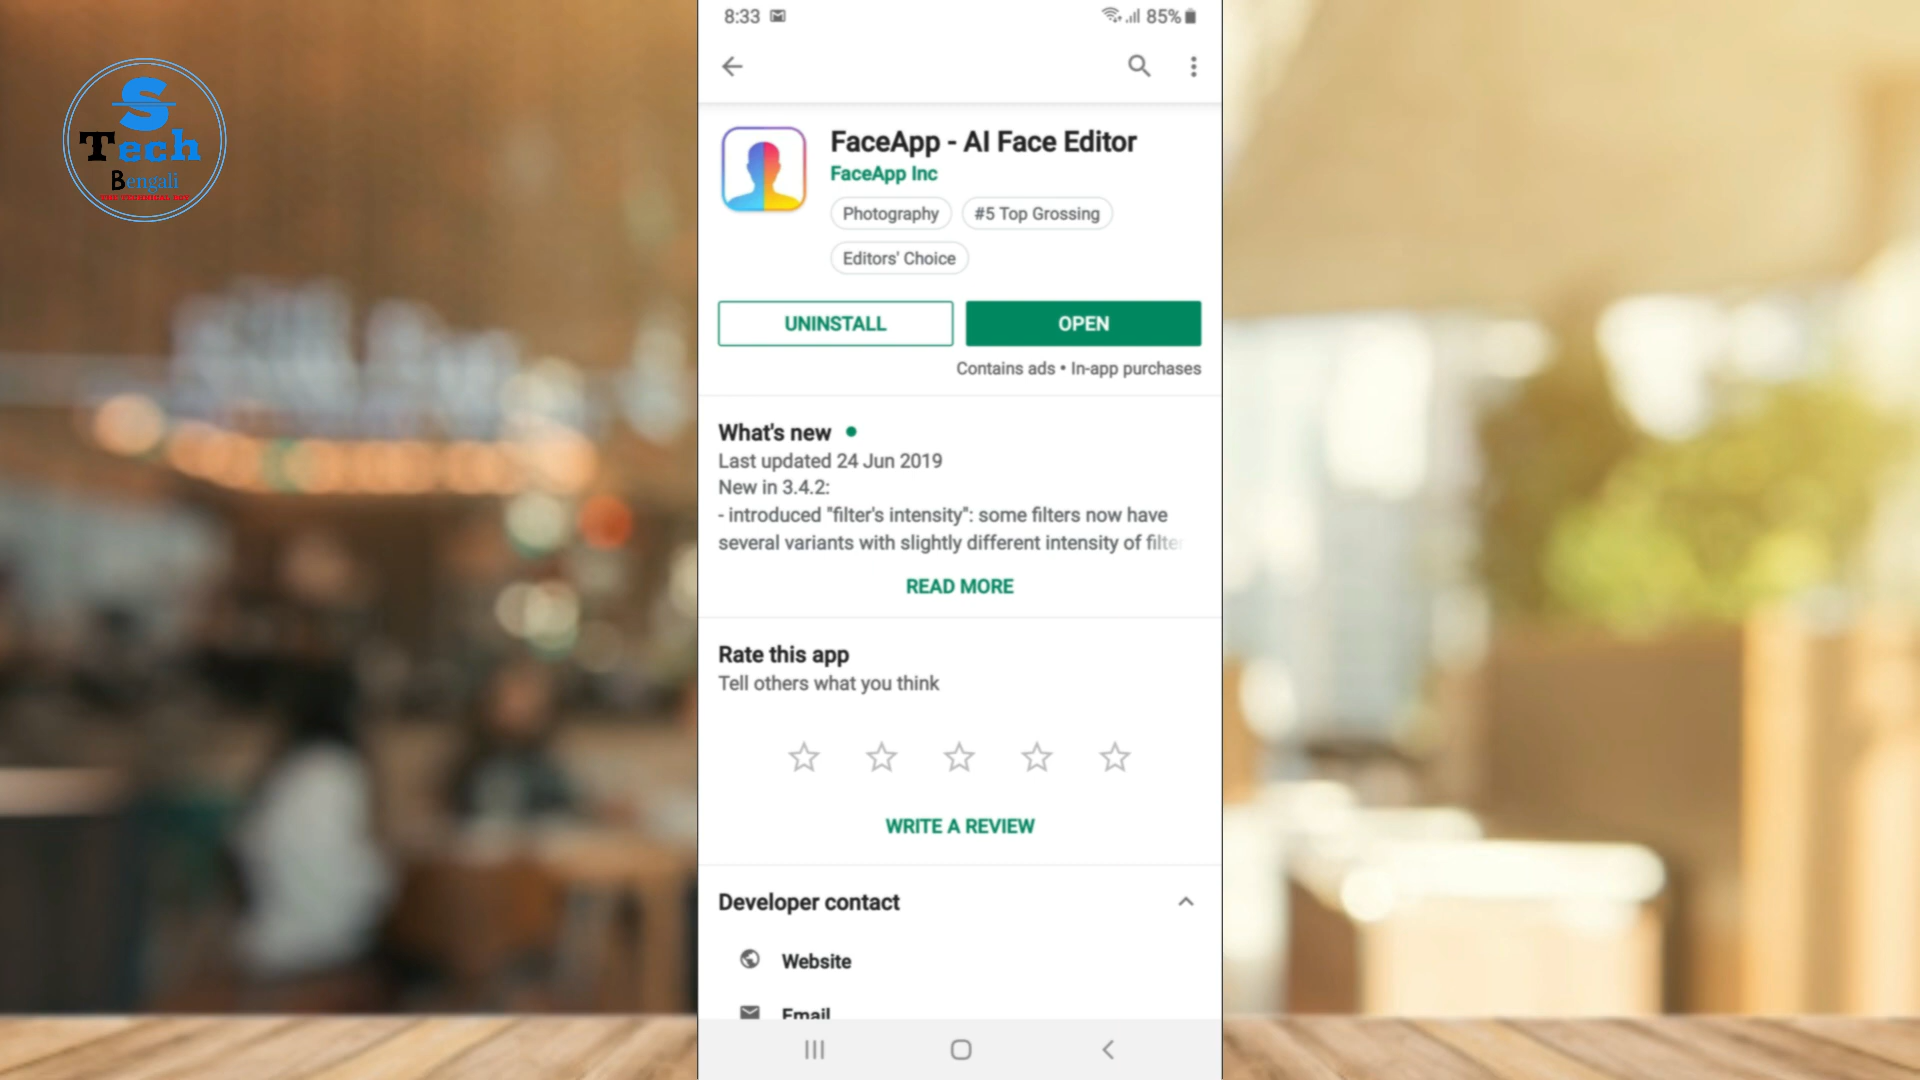 8:33
85%
S
Tech
Bengali
FaceApp - AI Face Editor
FaceApp Inc
Photography
#5 Top Grossing
Editors' Choice
UNINSTALL
OPEN
Contains ads • In-app purchases
What's new
Last updated 24 Jun 2019
New in 3.4.2:
- introduced "filter's intensity": some filters now have
several variants with slightly different intensity of filter
READ MORE
Rate this app
Tell others what you think
WRITE A REVIEW
Developer contact
Website
Email